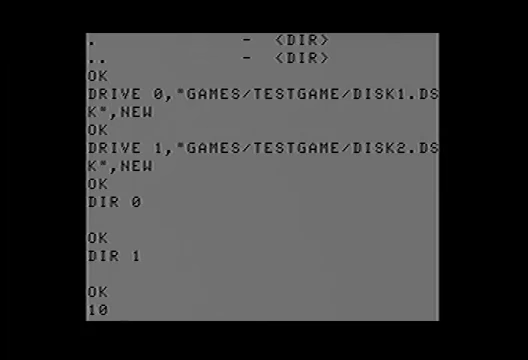 . - <DIR>
.. - <DIR>
OK
DRIVE 0,"GAMES/TESTGAME/DISK1.DS
K",NEW
OK
DRIVE 1,"GAMES/TESTGAME/DISK2.DS
K",NEW
OK
DIR 0
OK
DIR 1
OK
10